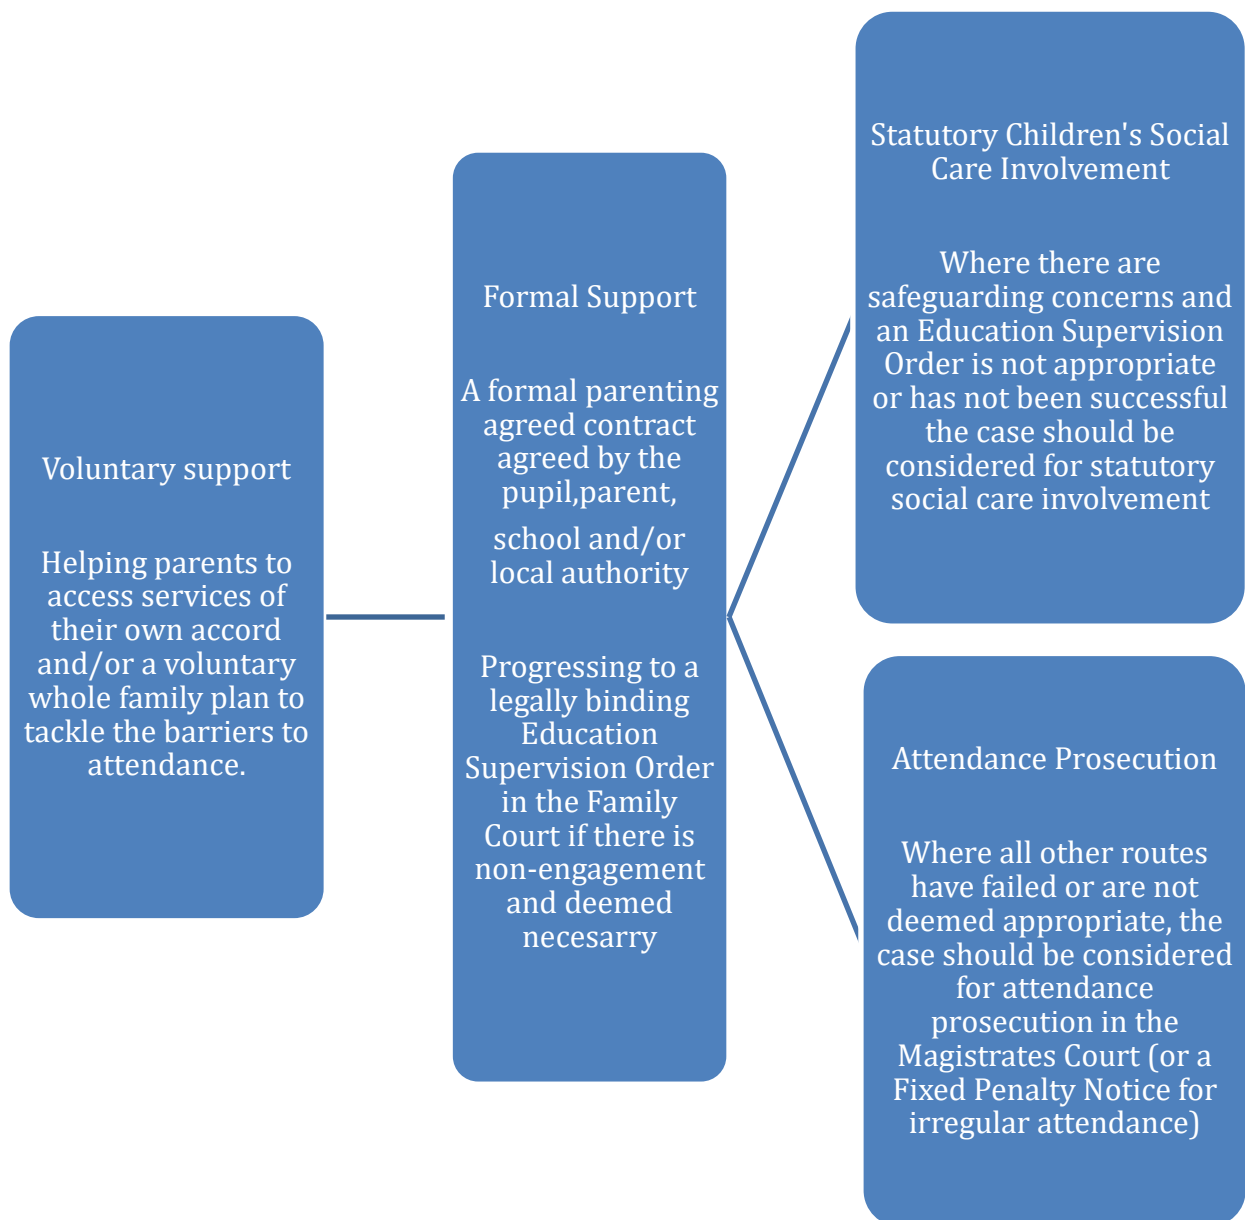 Voluntary support
Helping parents to
access services of
their own accord
and/or a voluntary
whole family plan to
tackle the barriers to
attendance.
Formal Support
A formal parenting
agreed contract
agreed by the
pupil,parent,
school and/or
local authority
Progressing to a
legally binding
Education
Supervision Order
in the Family
Court if there is
non-engagement
and deemed
necesarry
Statutory Children's Social
Care Involvement
Where there are
safeguarding concerns and
an Education Supervision
Order is not appropriate
or has not been successful
the case should be
considered for statutory
social care involvement
Attendance Prosecution
Where all other routes
have failed or are not
deemed appropriate, the
case should be considered
for attendance
prosecution in the
Magistrates Court (or a
Fixed Penalty Notice for
irregular attendance)